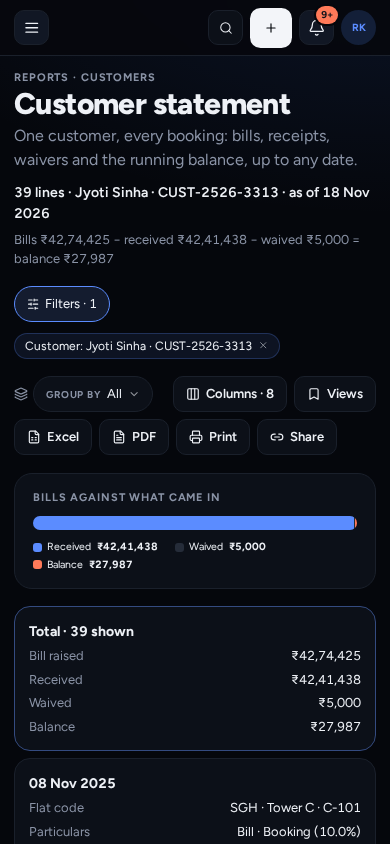 9+
RK
REPORTS · CUSTOMERS
Customer statement
One customer, every booking: bills, receipts,
waivers and the running balance, up to any date.
39 lines · Jyoti Sinha · CUST-2526-3313 · as of 18 Nov
2026
Bills ₹42,74,425 − received ₹42,41,438 − waived ₹5,000 =
balance ₹27,987
Filters · 1
Customer: Jyoti Sinha · CUST-2526-3313 ×
GROUP BY All Columns · 8 Views
Excel PDF Print Share
BILLS AGAINST WHAT CAME IN
Received ₹42,41,438 Waived ₹5,000
Balance ₹27,987
Total · 39 shown
Bill raised ₹42,74,425
Received ₹42,41,438
Waived ₹5,000
Balance ₹27,987
08 Nov 2025
Flat code SGH · Tower C · C-101
Particulars Bill · Booking (10.0%)